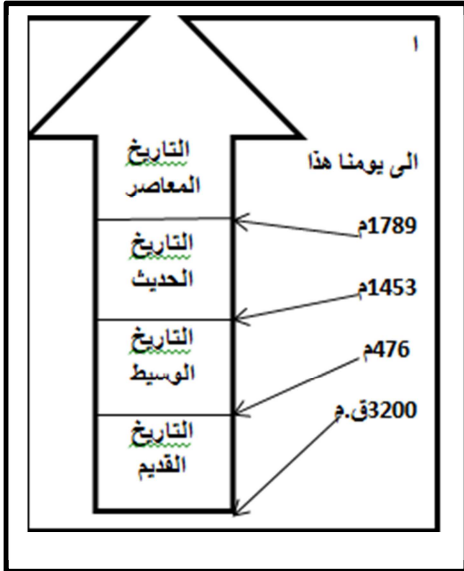 ا
التاريخ
المعاصر
الى يومنا هذا
1789م
التاريخ
الحديث
1453م
التاريخ
الوسيط
476م
3200ق.م
التاريخ
القديم